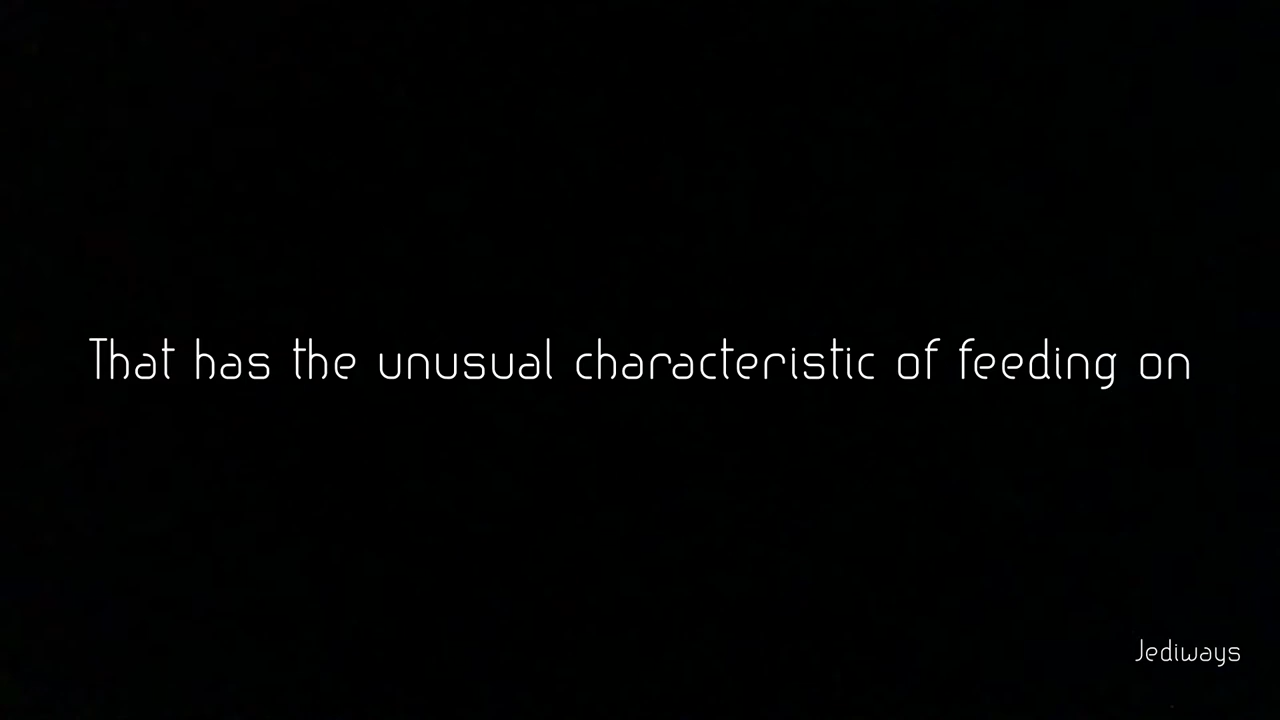 That has the unusual characteristic of feeding on
Jediways